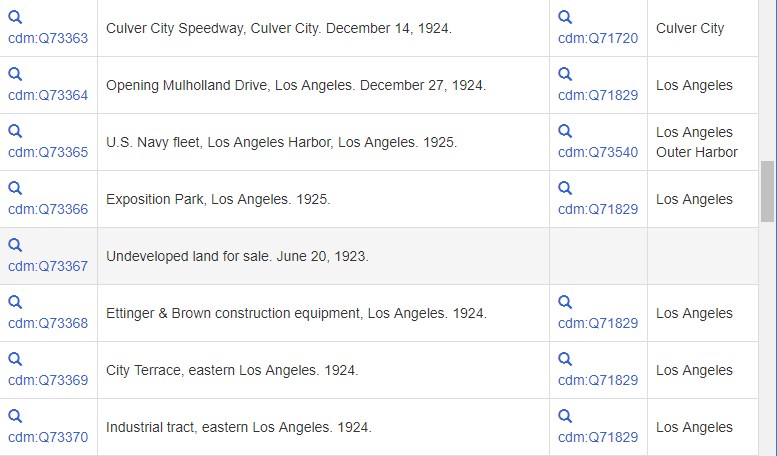 cdm:Q73363 Culver City Speedway, Culver City. December 14, 1924. cdm:Q71720 Culver City
cdm:Q73364 Opening Mulholland Drive, Los Angeles. December 27, 1924. cdm:Q71829 Los Angeles
cdm:Q73365 U.S. Navy fleet, Los Angeles Harbor, Los Angeles. 1925. cdm:Q73540 Los Angeles
Outer Harbor
cdm:Q73366 Exposition Park, Los Angeles. 1925. cdm:Q71829 Los Angeles
cdm:Q73367 Undeveloped land for sale. June 20, 1923.
cdm:Q73368 Ettinger & Brown construction equipment, Los Angeles. 1924. cdm:Q71829 Los Angeles
cdm:Q73369 City Terrace, eastern Los Angeles. 1924. cdm:Q71829 Los Angeles
cdm:Q73370 Industrial tract, eastern Los Angeles. 1924. cdm:Q71829 Los Angeles